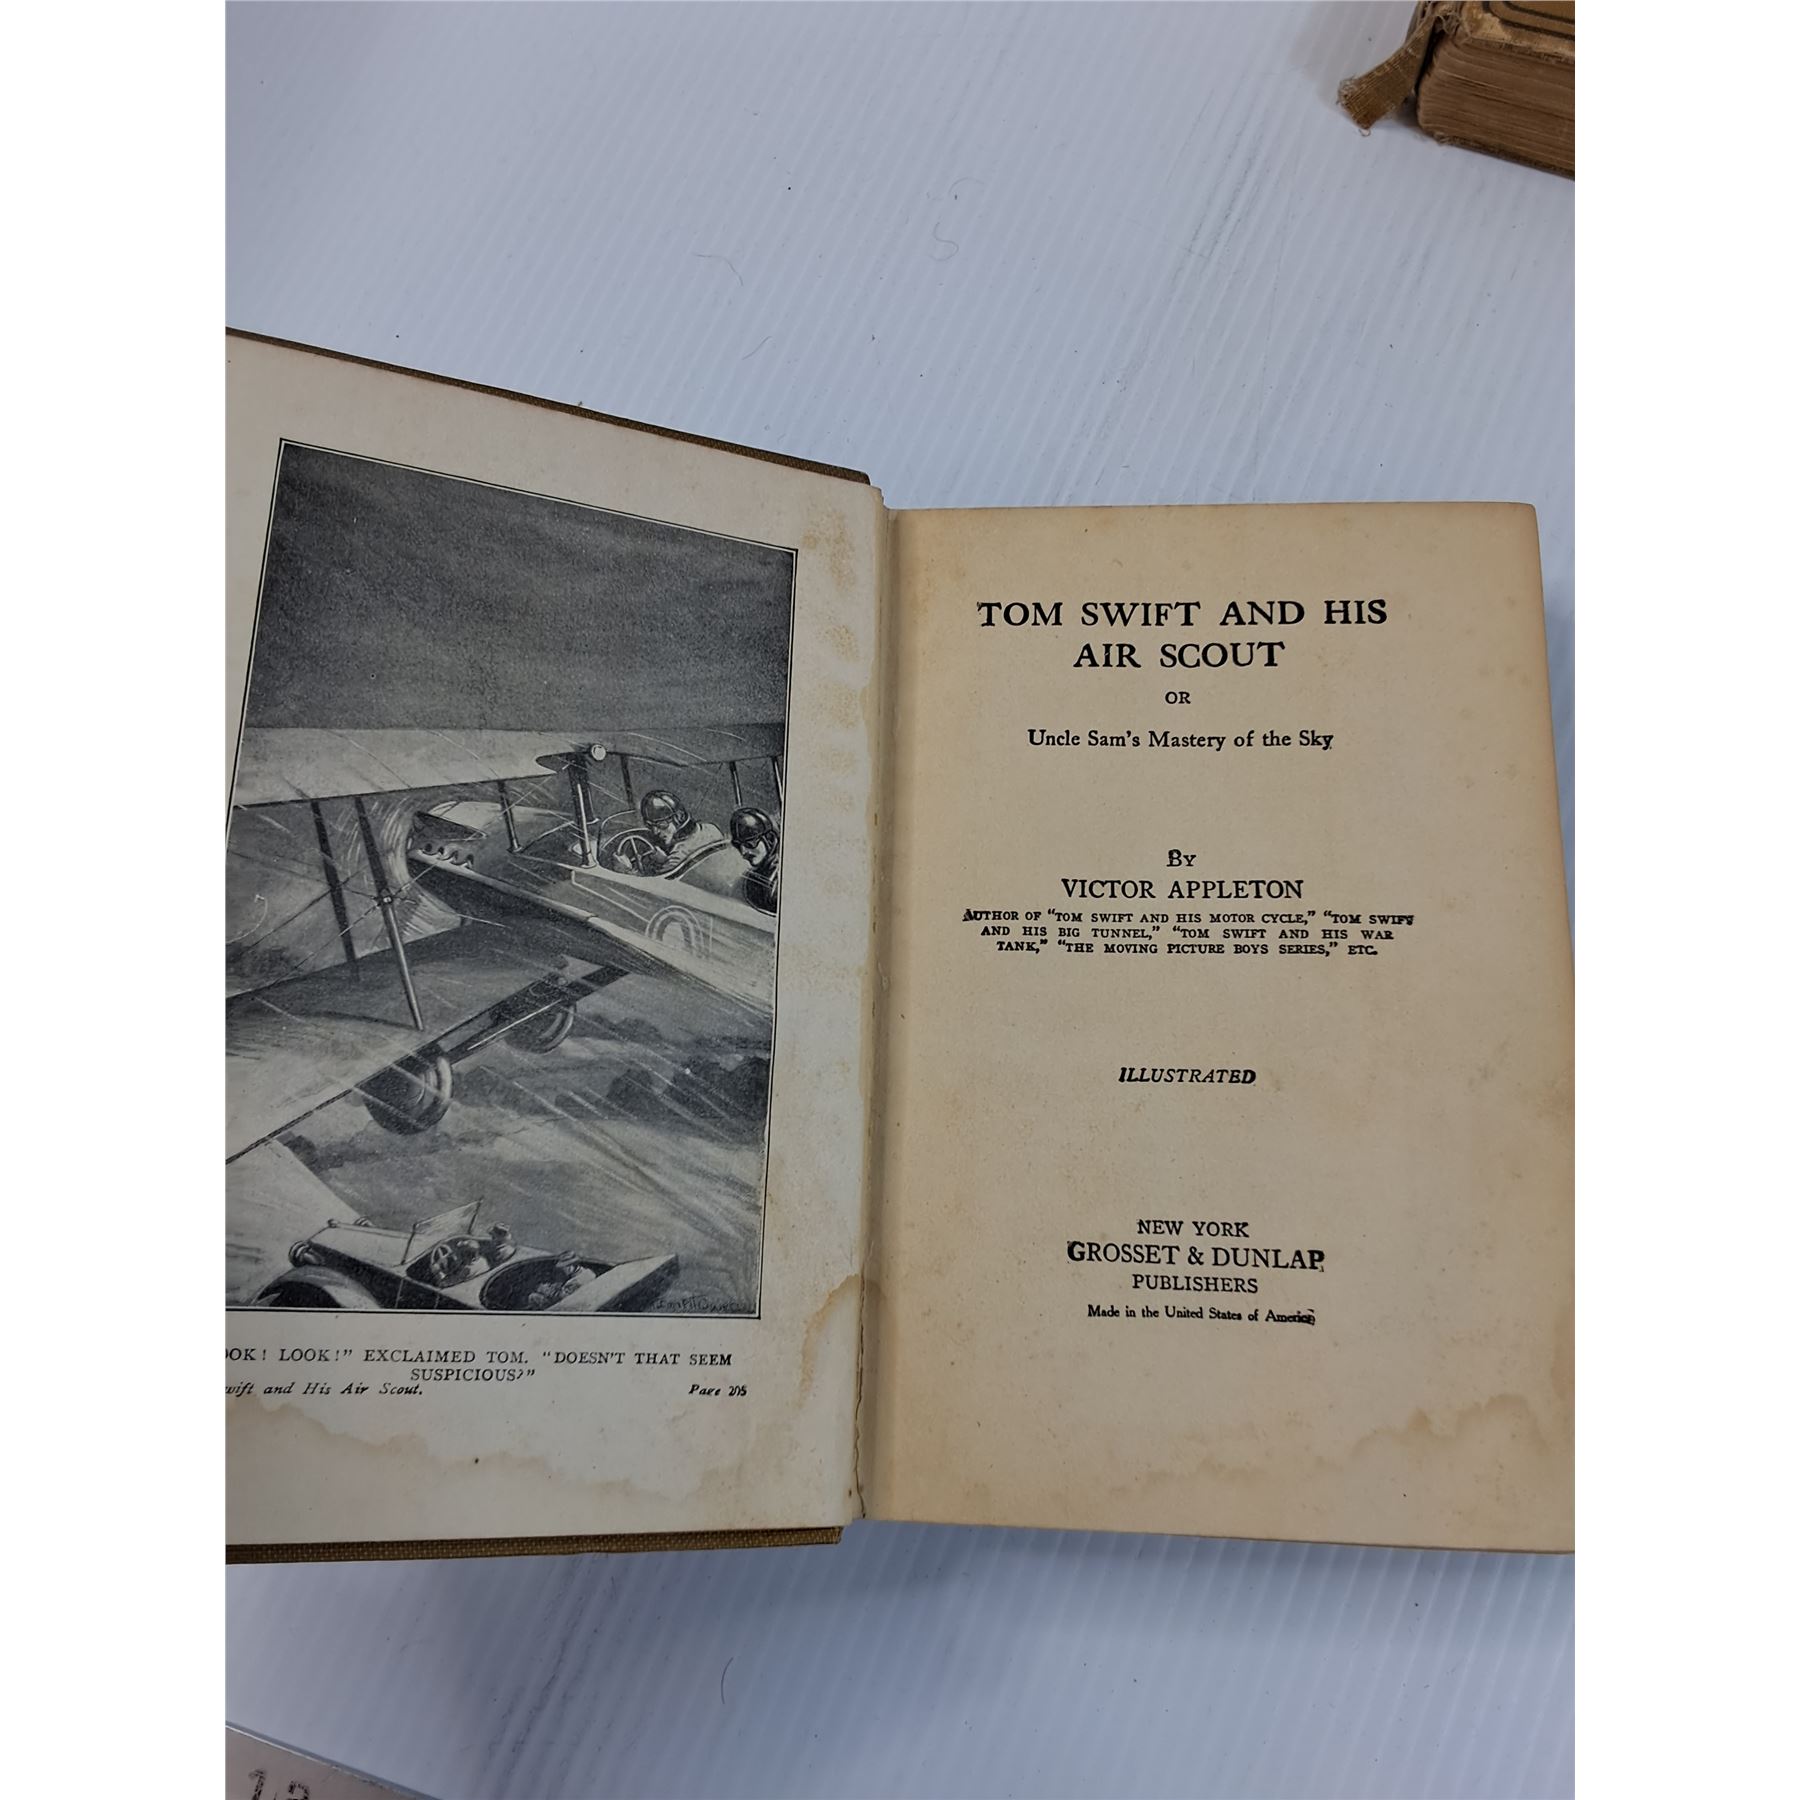 OOK! LOOK!" EXCLAIMED TOM. "DOESN'T THAT SEEM
SUSPICIOUS?"
wift and His Air Scout.
Page 205
TOM SWIFT AND HIS
AIR SCOUT
OR
Uncle Sam's Mastery of the Sky
By
VICTOR APPLETON
AUTHOR OF "TOM SWIFT AND HIS MOTOR CYCLE," "TOM SWIFT
AND HIS BIG TUNNEL," "TOM SWIFT AND HIS WAR
TANK," "THE MOVING PICTURE BOYS SERIES," ETC.
ILLUSTRATED
NEW YORK
GROSSET & DUNLAP
PUBLISHERS
Made in the United States of America